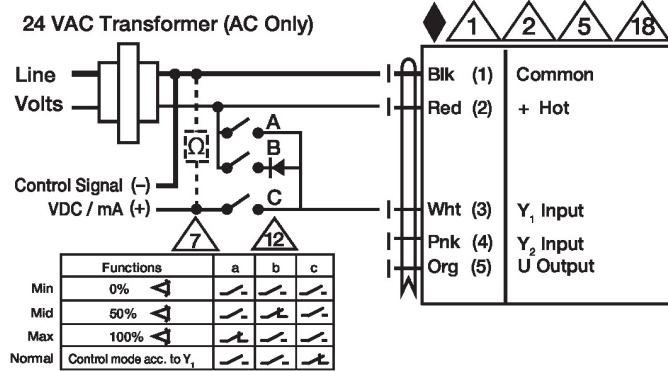 24 VAC Transformer (AC Only)
1 2 5 18
Line
Volts
Blk (1) Common
Red (2) + Hot
A
Ω
B
Control Signal (–)
VDC / mA (+)
C
Wht (3) Y₁ Input
Pnk (4) Y₂ Input
Org (5) U Output
7 12
Functions a b c
Min 0%
Mid 50%
Max 100%
Normal Control mode acc. to Y₁